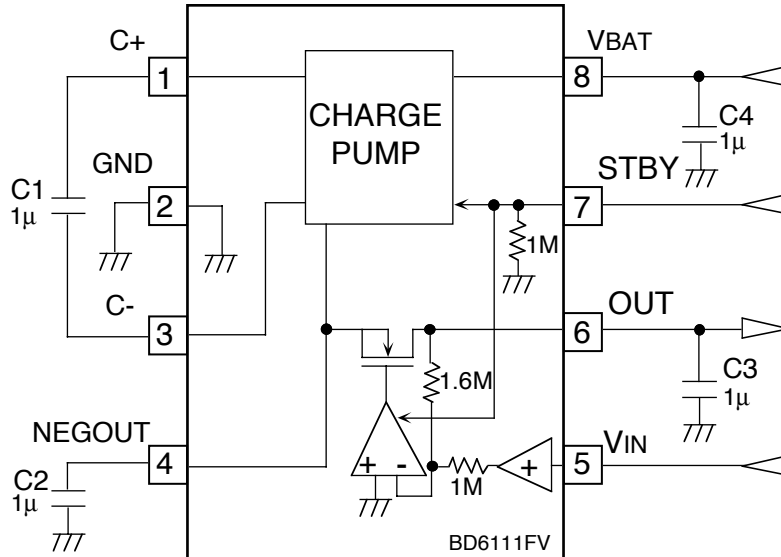 C+
1
CHARGE
PUMP
8
VBAT
C4
1μ
GND
2
C1
1μ
STBY
7
1M
C-
3
OUT
6
1.6M
C3
1μ
NEGOUT
4
C2
1μ
+ -
1M
+
VIN
5
BD6111FV